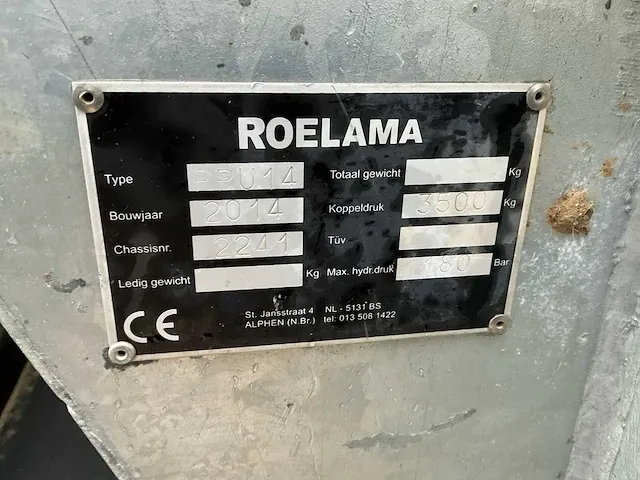 ROELAMA
Type PPU14 Totaal gewicht Kg
Bouwjaar 2014 Koppeldruk 3500 Kg
Chassisnr. 2241 Tüv
Ledig gewicht Kg Max. hydr.druk 180 Bar
CE
St. Jansstraat 4 NL - 5131 BS
ALPHEN (N.Br.) tel: 013 508 1422